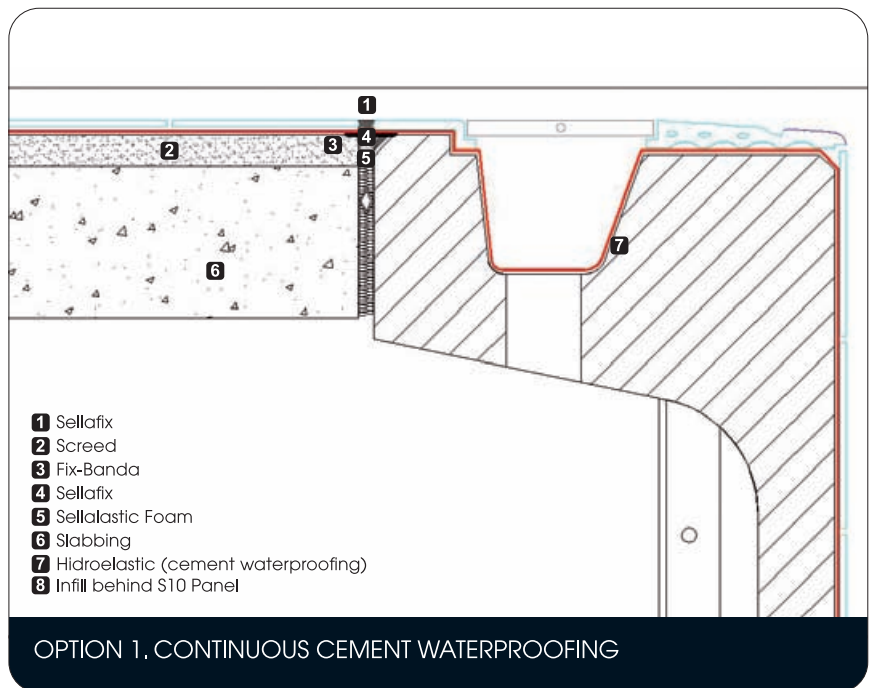 1
4
2
3
5
7
6
1 Sellafix
2 Screed
3 Fix-Banda
4 Sellafix
5 Sellalastic Foam
6 Slabbing
7 Hidroelastic (cement waterproofing)
8 Infill behind S10 Panel
OPTION 1. CONTINUOUS CEMENT WATERPROOFING